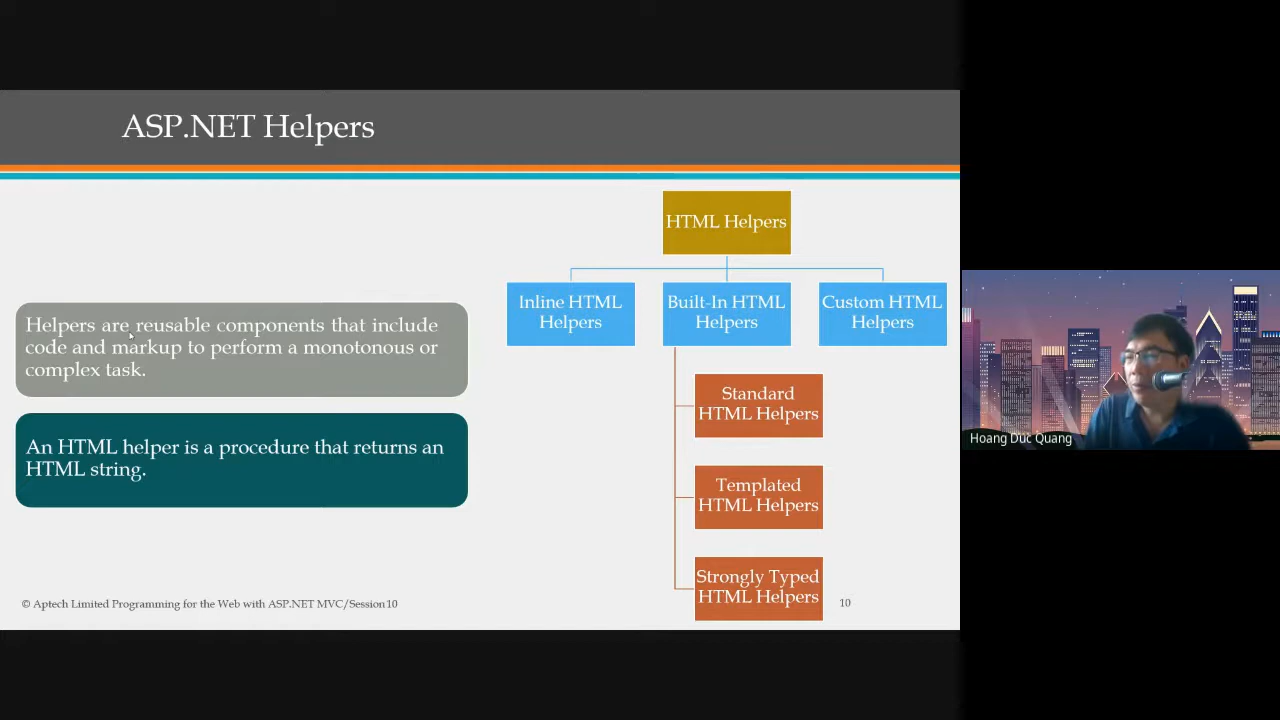 ASP.NET Helpers
Helpers are reusable components that include
code and markup to perform a monotonous or
complex task.
An HTML helper is a procedure that returns an
HTML string.
HTML Helpers
Inline HTML
Helpers
Built-In HTML
Helpers
Custom HTML
Helpers
Standard
HTML Helpers
Templated
HTML Helpers
Strongly Typed
HTML Helpers
© Aptech Limited Programming for the Web with ASP.NET MVC/Session10
10
Hoang Duc Quang